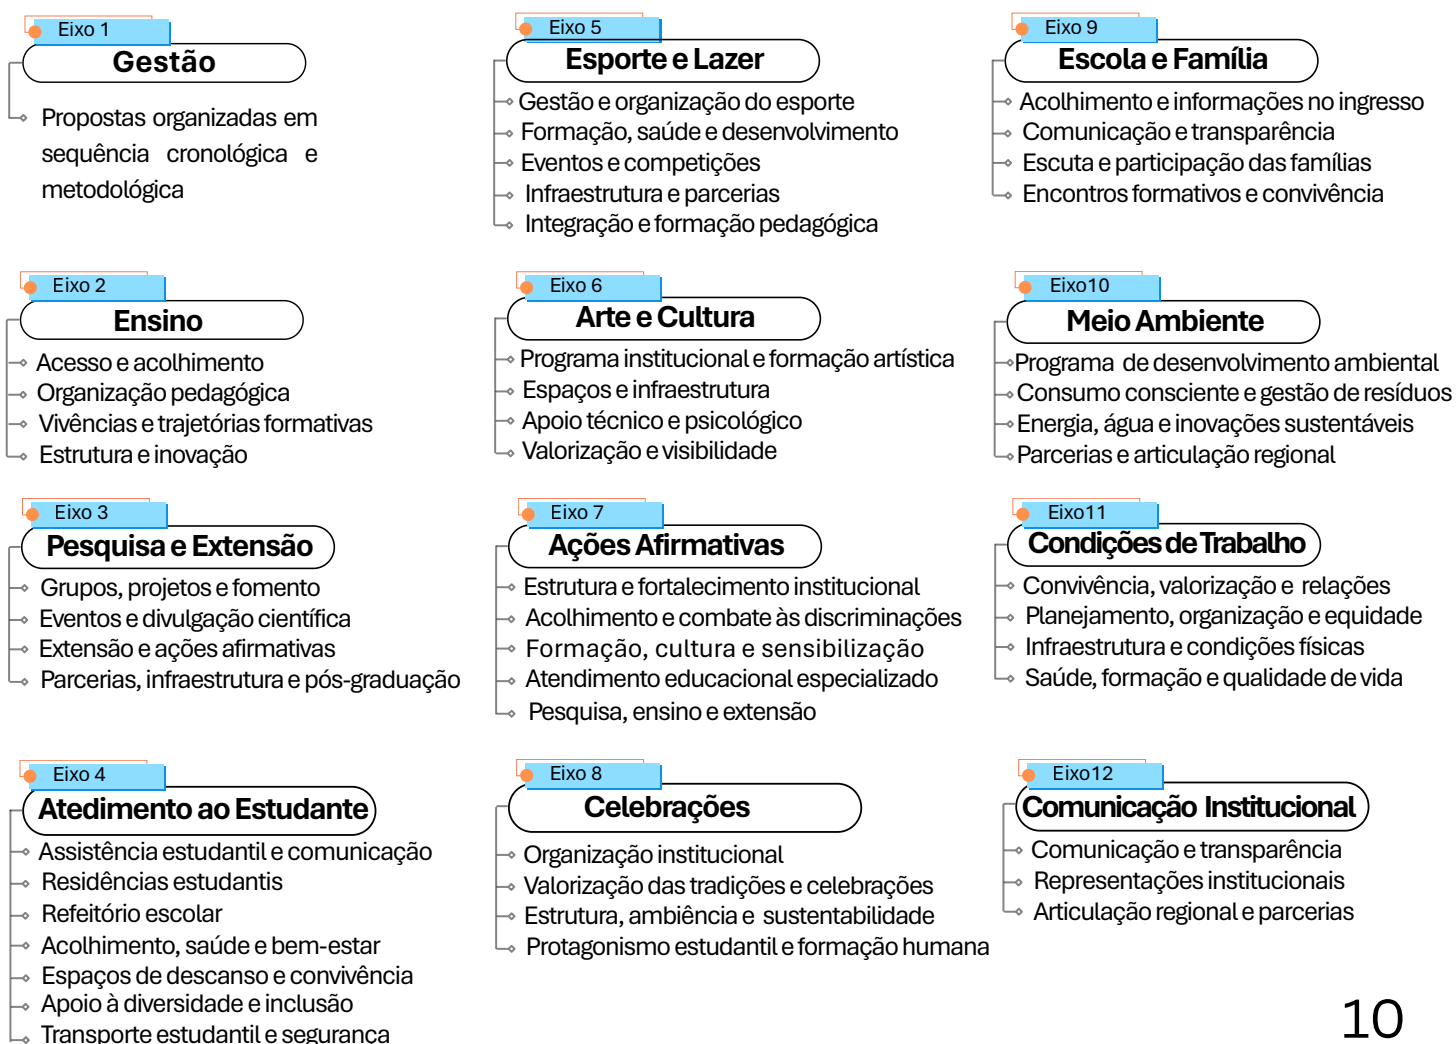 Eixo 1
Gestão
Propostas organizadas em
sequência cronológica e
metodológica
Eixo 2
Ensino
Acesso e acolhimento
Organização pedagógica
Vivências e trajetórias formativas
Estrutura e inovação
Eixo 3
Pesquisa e Extensão
Grupos, projetos e fomento
Eventos e divulgação científica
Extensão e ações afirmativas
Parcerias, infraestrutura e pós-graduação
Eixo 4
Atedimento ao Estudante
Assistência estudantil e comunicação
Residências estudantis
Refeitório escolar
Acolhimento, saúde e bem-estar
Espaços de descanso e convivência
Apoio à diversidade e inclusão
Transporte estudantil e segurança
Eixo 5
Esporte e Lazer
Gestão e organização do esporte
Formação, saúde e desenvolvimento
Eventos e competições
Infraestrutura e parcerias
Integração e formação pedagógica
Eixo 6
Arte e Cultura
Programa institucional e formação artística
Espaços e infraestrutura
Apoio técnico e psicológico
Valorização e visibilidade
Eixo 7
Ações Afirmativas
Estrutura e fortalecimento institucional
Acolhimento e combate às discriminações
Formação, cultura e sensibilização
Atendimento educacional especializado
Pesquisa, ensino e extensão
Eixo 8
Celebrações
Organização institucional
Valorização das tradições e celebrações
Estrutura, ambiência e sustentabilidade
Protagonismo estudantil e formação humana
Eixo 9
Escola e Família
Acolhimento e informações no ingresso
Comunicação e transparência
Escuta e participação das famílias
Encontros formativos e convivência
Eixo10
Meio Ambiente
Programa de desenvolvimento ambiental
Consumo consciente e gestão de resíduos
Energia, água e inovações sustentáveis
Parcerias e articulação regional
Eixo11
Condições de Trabalho
Convivência, valorização e relações
Planejamento, organização e equidade
Infraestrutura e condições físicas
Saúde, formação e qualidade de vida
Eixo12
Comunicação Institucional
Comunicação e transparência
Representações institucionais
Articulação regional e parcerias
10